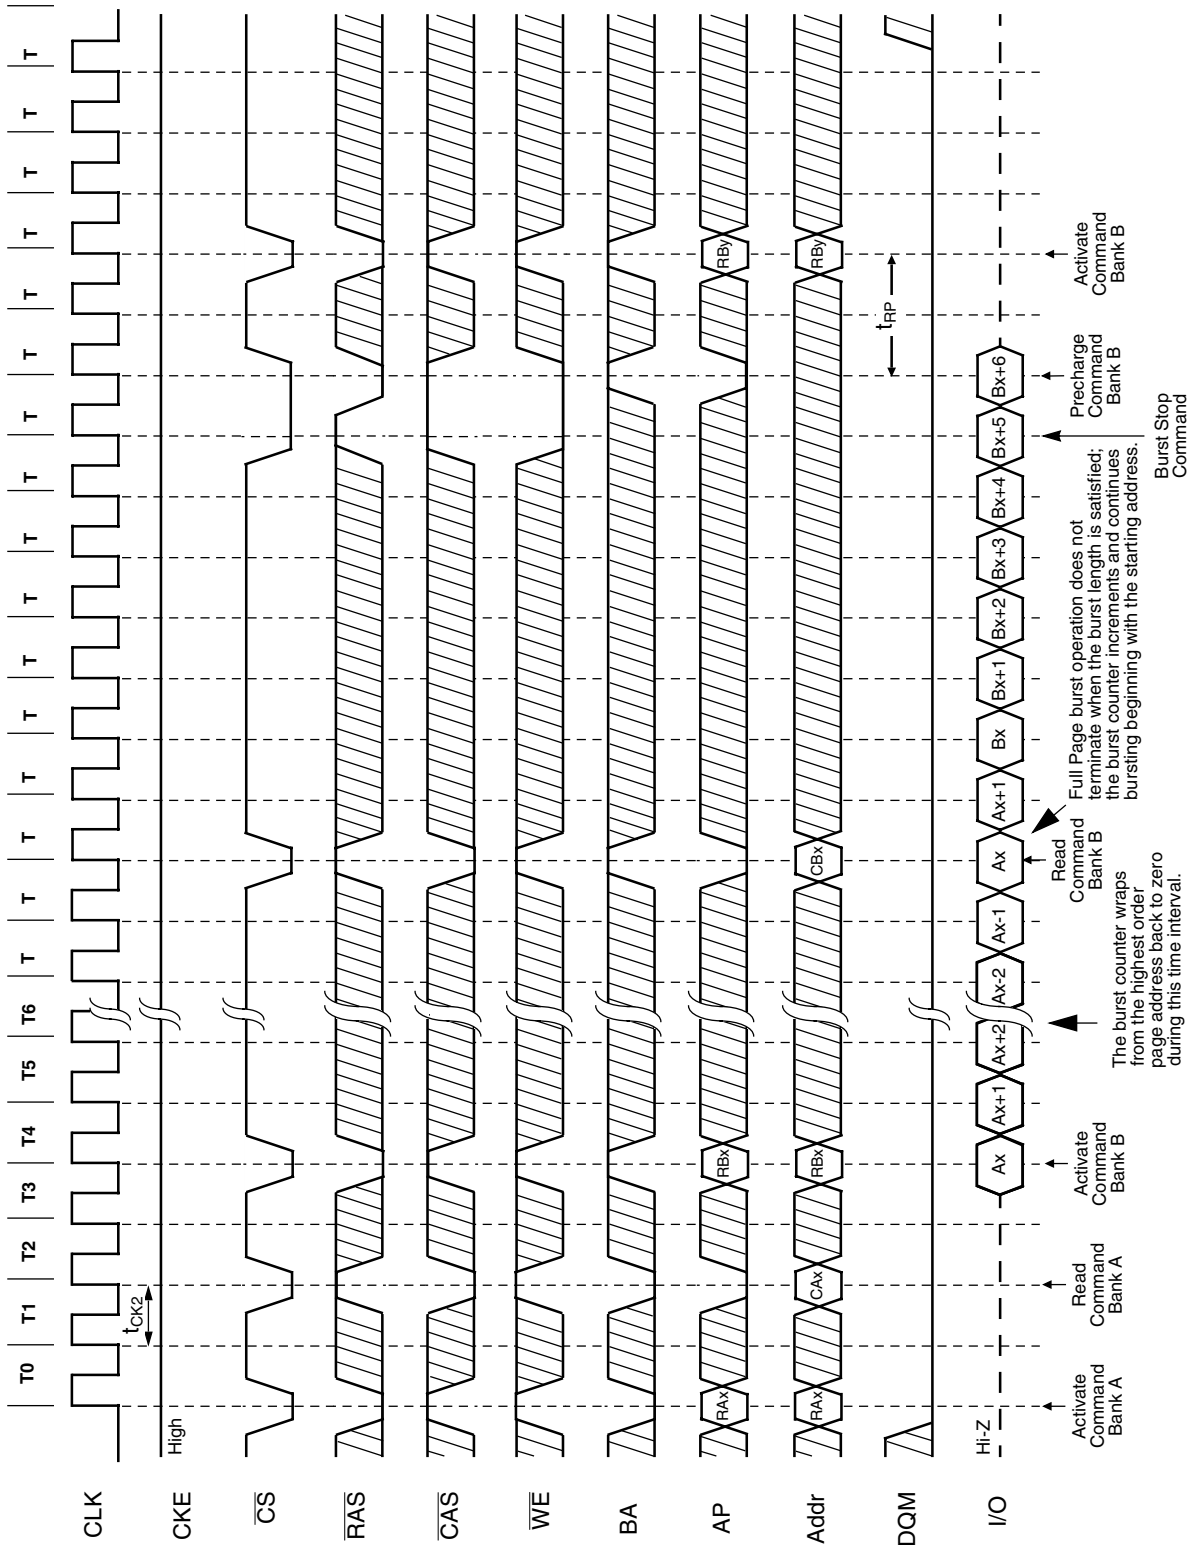 T0 T1 T2 T3 T4 T5 T6 T T T T T T T T T T T T T T T T
CLK
tCK2
CKE
High
CS
RAS
CAS
WE
BA
AP
RAx RBx RBy
Addr
RAx CAx RBx CBx RBy
tRP
DQM
I/O
Hi-Z
Ax Ax+1 Ax+2 Ax-2 Ax-1 Ax Ax+1 Bx Bx+1 Bx+2 Bx+3 Bx+4 Bx+5 Bx+6
Activate
Command
Bank A
Read
Command
Bank A
Activate
Command
Bank B
The burst counter wraps
from the highest order
page address back to zero
during this time interval.
Read
Command
Bank B
Full Page burst operation does not
terminate when the burst length is satisfied;
the burst counter increments and continues
bursting beginning with the starting address.
Burst Stop
Command
Precharge
Command
Bank B
Activate
Command
Bank B